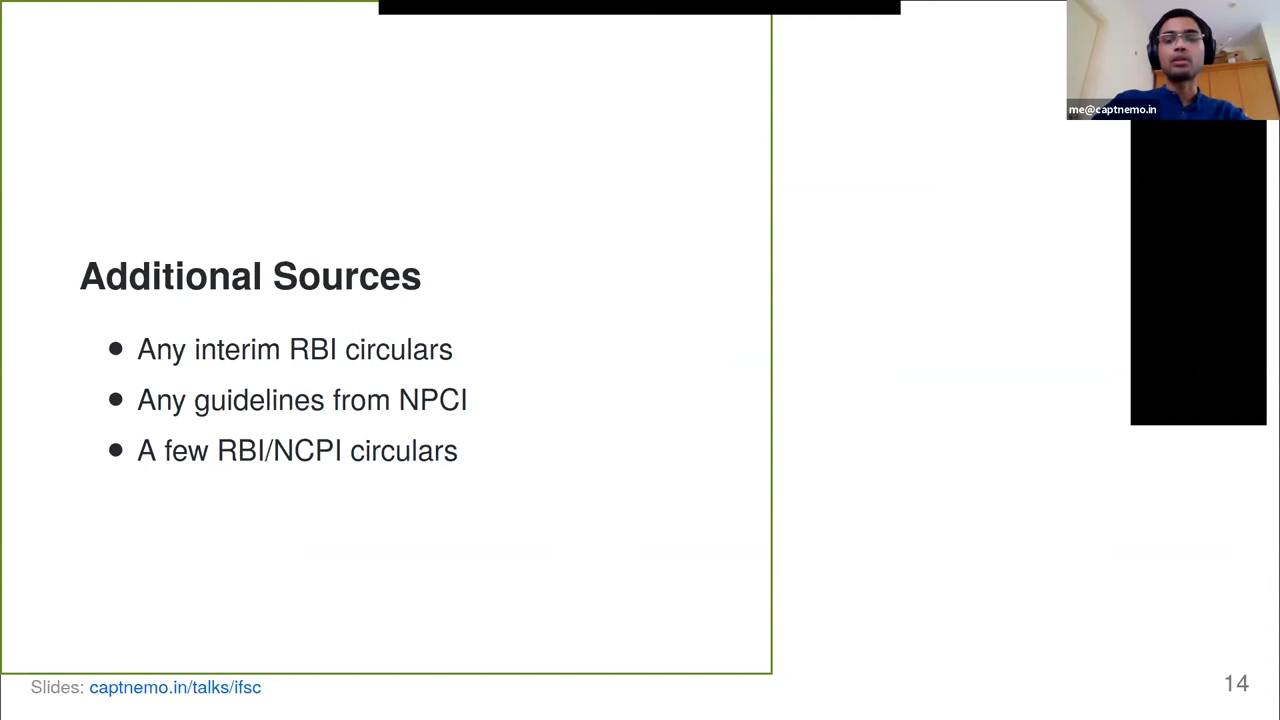 me@captnemo.in
Additional Sources
Any interim RBI circulars
Any guidelines from NPCI
A few RBI/NCPI circulars
Slides: captnemo.in/talks/ifsc
14